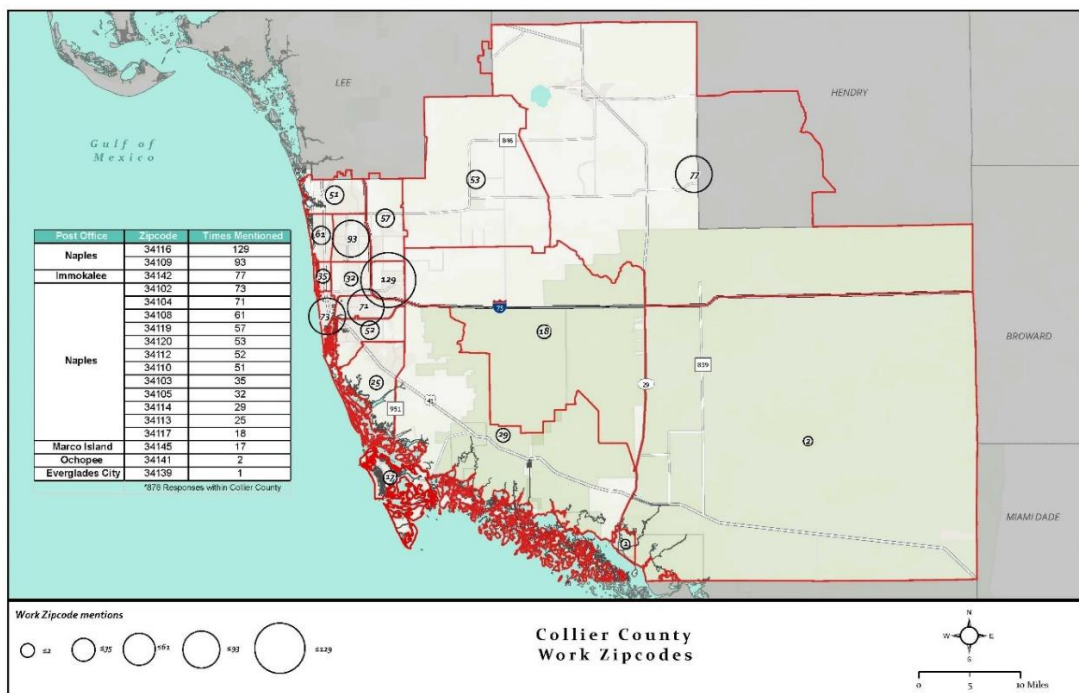 LEE
HENDRY
Gulf of
Mexico
846
51
53
77
57
61
93
35
32
129
71
73
52
75
18
BROWARD
839
29
25
951
41
29
2
17
MIAMI DADE
1
Post Office Zipcode Times Mentioned
Naples
34116 129
34109 93
Immokalee 34142 77
Naples
34102 73
34104 71
34108 61
34119 57
34120 53
34112 52
34110 51
34103 35
34105 32
34114 29
34113 25
34117 18
Marco Island 34145 17
Ochopee 34141 2
Everglades City 34139 1
*878 Responses within Collier County
Work Zipcode mentions
≤2 ≤35 ≤61 ≤93 ≤129
Collier County
Work Zipcodes
N
W E
S
0 5 10 Miles